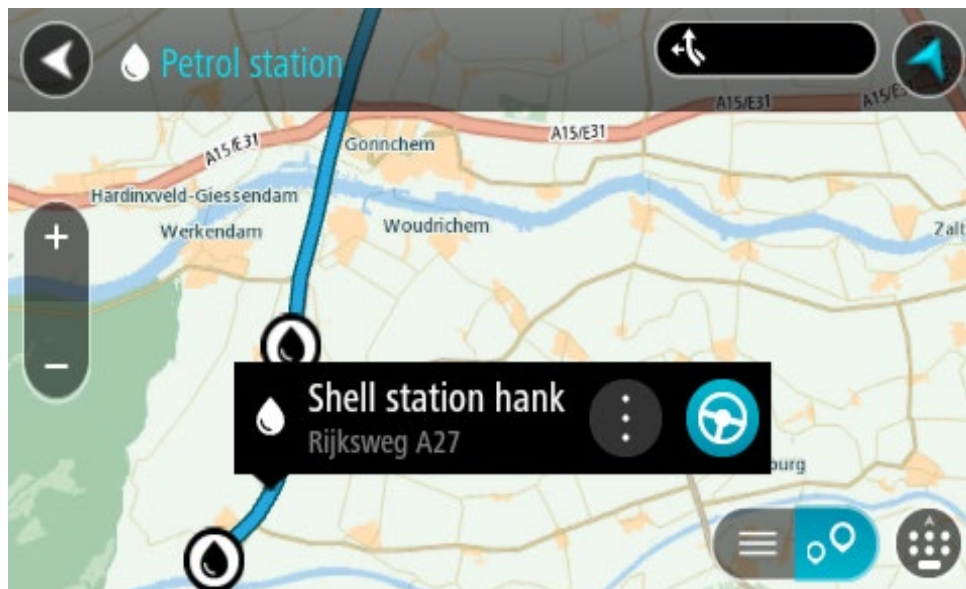 Petrol station
A15/E31
A15/E31
A15/E31
A15/E31
Gorinchem
Hardinxveld-Giessendam
Werkendam
Woudrichem
Zalt
+
−
Shell station hank
Rijksweg A27
burg